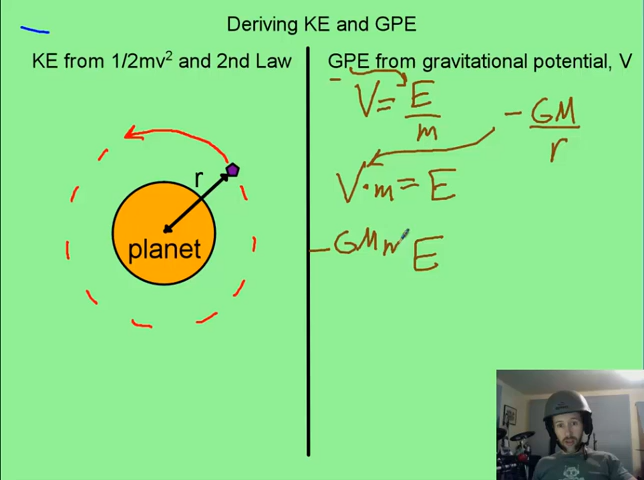 Deriving KE and GPE
KE from 1/2mv² and 2nd Law
r
planet
GPE from gravitational potential, V
V = E/m
- GM/r
V · m = E
- GMm E